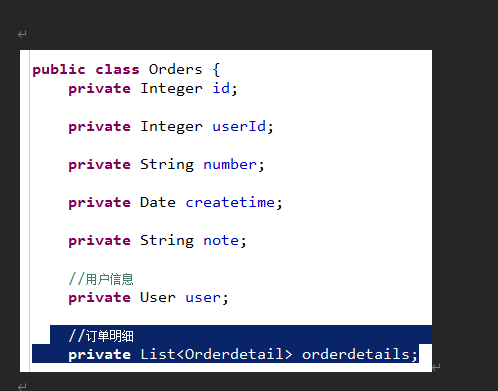 public class Orders {
private Integer id;
private Integer userId;
private String number;
private Date createtime;
private String note;
//用户信息
private User user;
//订单明细
private List<Orderdetail> orderdetails;